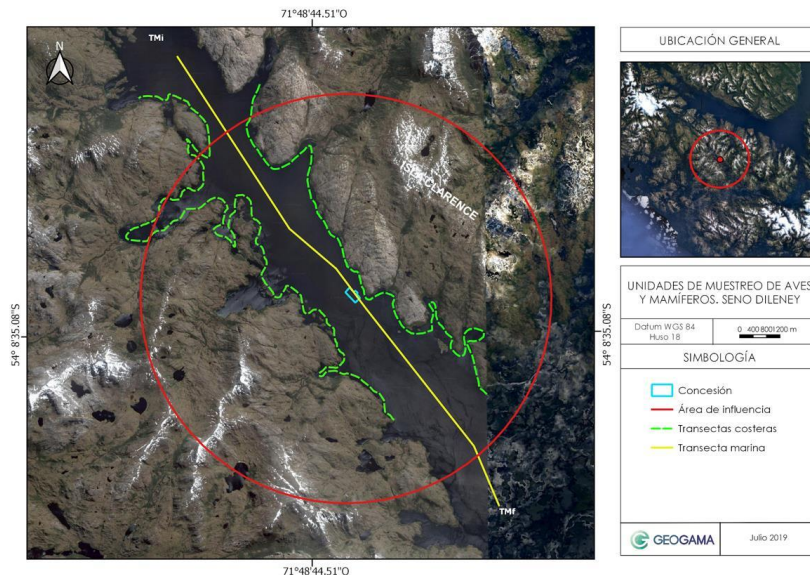 71°48'44.51"O
TMi
N
ISLA CLARENCE
54° 8'35.08"S
54° 8'35.08"S
TMf
71°48'44.51"O
UBICACIÓN GENERAL
UNIDADES DE MUESTREO DE AVES
Y MAMÍFEROS. SENO DILENEY
Datum WGS 84
Huso 18
0 400 800 1200 m
SIMBOLOGÍA
Concesión
Área de influencia
Transectas costeras
Transecta marina
GEOGAMA
Julio 2019